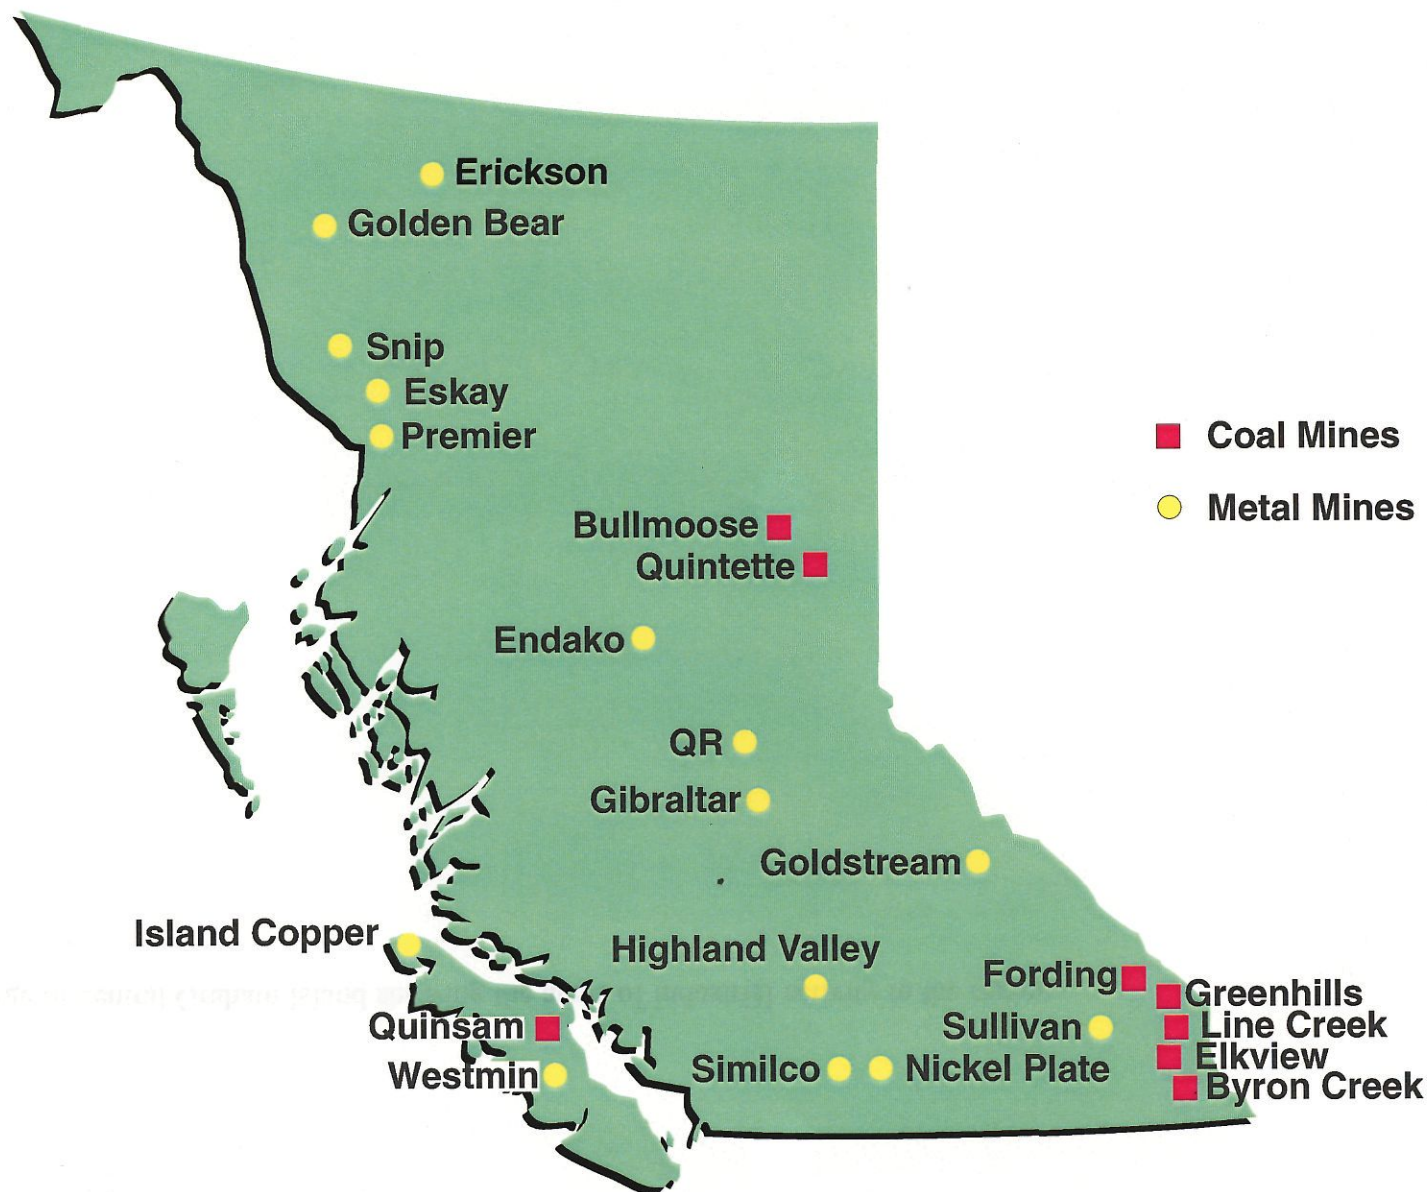 Erickson
Golden Bear
Snip
Eskay
Premier
Coal Mines
Metal Mines
Bullmoose
Quintette
Endako
QR
Gibraltar
Goldstream
Island Copper
Highland Valley
Fording
Greenhills
Quinsam
Sullivan
Line Creek
Elkview
Westmin
Similco
Nickel Plate
Byron Creek